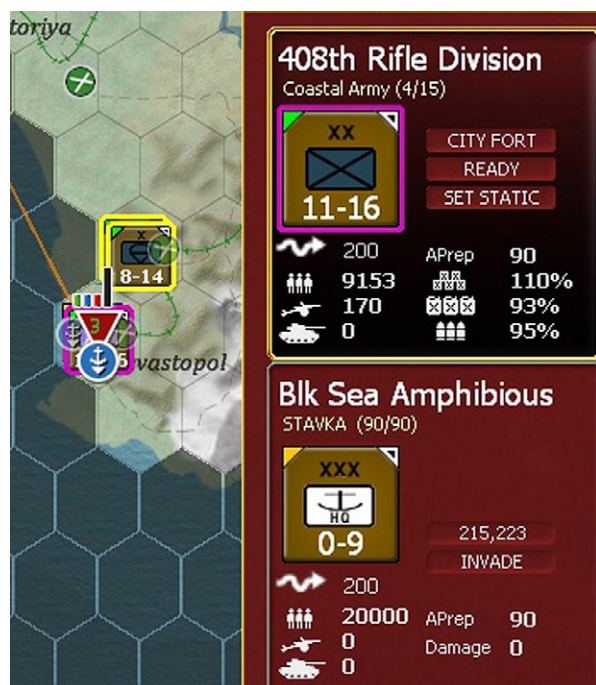 toriya
X
8-14
3
vastopol
408th Rifle Division
Coastal Army (4/15)
XX
11-16
CITY FORT
READY
SET STATIC
200
APrep 90
9153
110%
170
93%
0
95%
Blk Sea Amphibious
STAVKA (90/90)
XXX
HQ
0-9
215,223
INVADE
200
20000
APrep 90
0
Damage 0
0